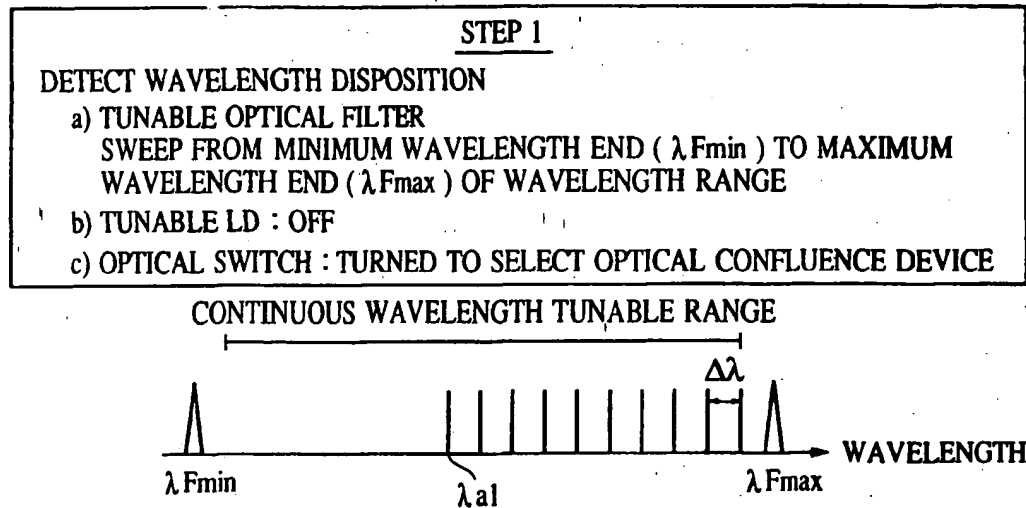 STEP 1
DETECT WAVELENGTH DISPOSITION
a) TUNABLE OPTICAL FILTER
SWEEP FROM MINIMUM WAVELENGTH END ( λFmin ) TO MAXIMUM
WAVELENGTH END ( λFmax ) OF WAVELENGTH RANGE
b) TUNABLE LD : OFF
c) OPTICAL SWITCH : TURNED TO SELECT OPTICAL CONFLUENCE DEVICE
CONTINUOUS WAVELENGTH TUNABLE RANGE
Δλ
WAVELENGTH
λFmin
λa1
λFmax